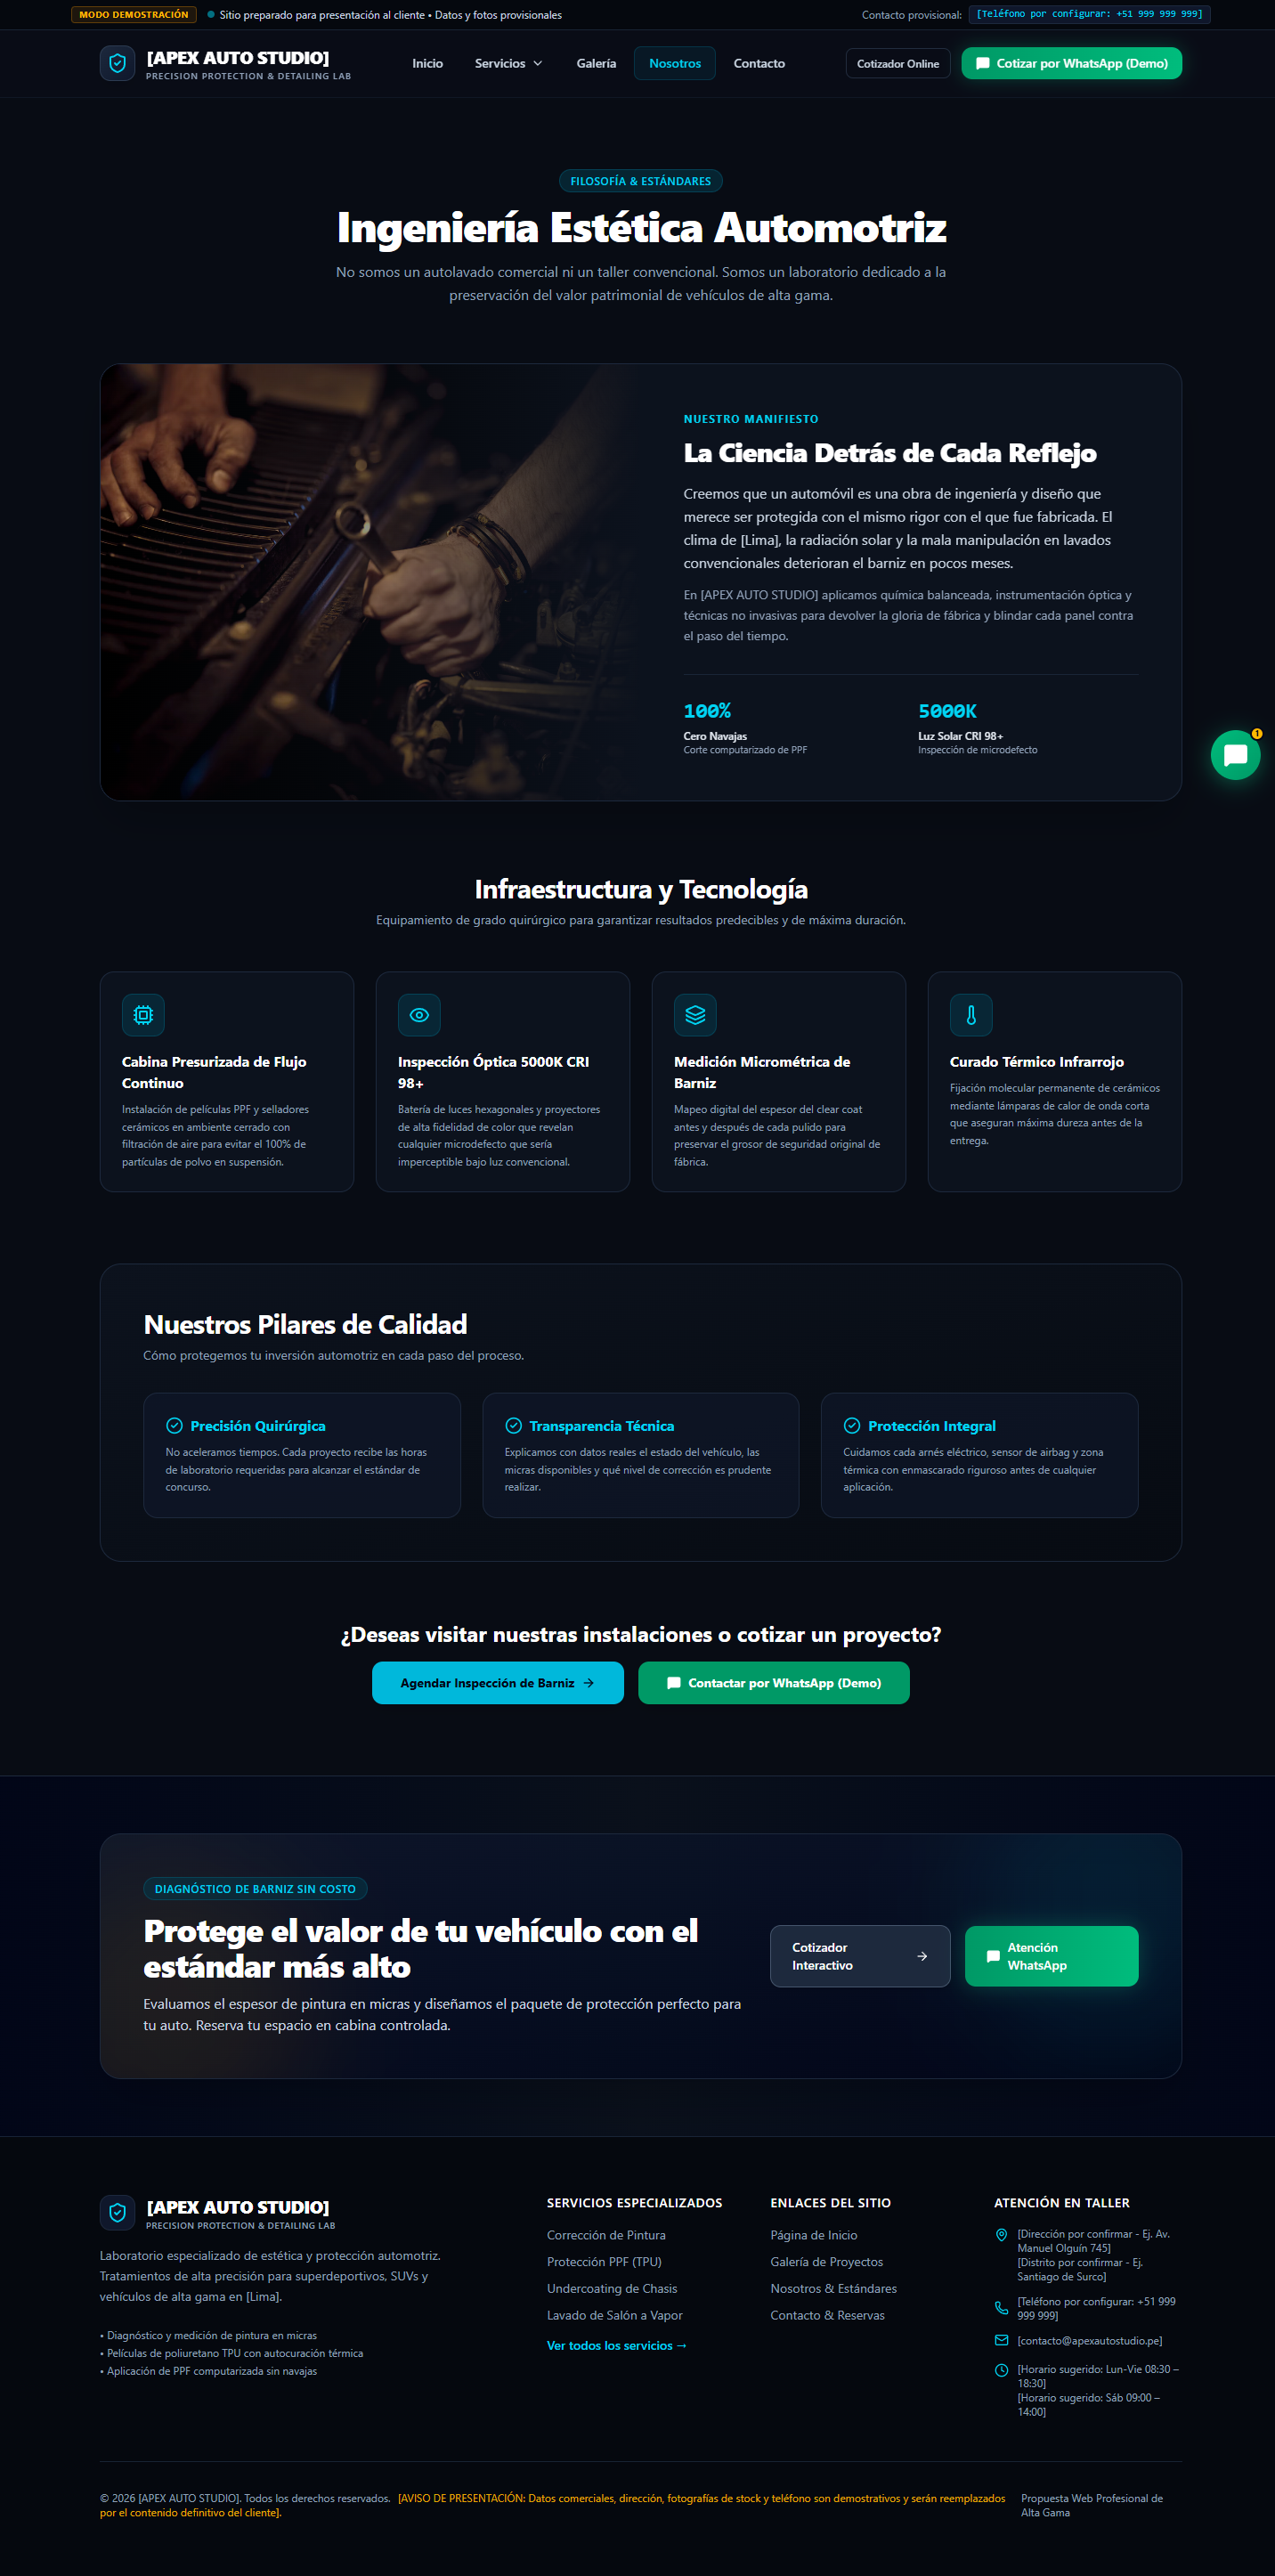 MODO DEMOSTRACIÓN
Sitio preparado para presentación al cliente • Datos y fotos provisionales
Contacto provisional:
[Teléfono por configurar: +51 999 999 999]
[APEX AUTO STUDIO]
PRECISION PROTECTION & DETAILING LAB
Inicio
Servicios
Galería
Nosotros
Contacto
Cotizador Online
Cotizar por WhatsApp (Demo)
FILOSOFÍA & ESTÁNDARES
Ingeniería Estética Automotriz
No somos un autolavado comercial ni un taller convencional. Somos un laboratorio dedicado a la
preservación del valor patrimonial de vehículos de alta gama.
NUESTRO MANIFIESTO
La Ciencia Detrás de Cada Reflejo
Creemos que un automóvil es una obra de ingeniería y diseño que
merece ser protegida con el mismo rigor con el que fue fabricada. El
clima de [Lima], la radiación solar y la mala manipulación en lavados
convencionales deterioran el barniz en pocos meses.
En [APEX AUTO STUDIO] aplicamos química balanceada, instrumentación óptica y
técnicas no invasivas para devolver la gloria de fábrica y blindar cada panel contra
el paso del tiempo.
100%
Cero Navajas
Corte computarizado de PPF
5000K
Luz Solar CRI 98+
Inspección de microdefecto
1
Infraestructura y Tecnología
Equipamiento de grado quirúrgico para garantizar resultados predecibles y de máxima duración.
Cabina Presurizada de Flujo
Continuo
Instalación de películas PPF y selladores
cerámicos en ambiente cerrado con
filtración de aire para evitar el 100% de
partículas de polvo en suspensión.
Inspección Óptica 5000K CRI
98+
Batería de luces hexagonales y proyectores
de alta fidelidad de color que revelan
cualquier microdefecto que sería
imperceptible bajo luz convencional.
Medición Micrométrica de
Barniz
Mapeo digital del espesor del clear coat
antes y después de cada pulido para
preservar el grosor de seguridad original de
fábrica.
Curado Térmico Infrarrojo
Fijación molecular permanente de cerámicos
mediante lámparas de calor de onda corta
que aseguran máxima dureza antes de la
entrega.
Nuestros Pilares de Calidad
Cómo protegemos tu inversión automotriz en cada paso del proceso.
Precisión Quirúrgica
No aceleramos tiempos. Cada proyecto recibe las horas
de laboratorio requeridas para alcanzar el estándar de
concurso.
Transparencia Técnica
Explicamos con datos reales el estado del vehículo, las
micras disponibles y qué nivel de corrección es prudente
realizar.
Protección Integral
Cuidamos cada arnés eléctrico, sensor de airbag y zona
térmica con enmascarado riguroso antes de cualquier
aplicación.
¿Deseas visitar nuestras instalaciones o cotizar un proyecto?
Agendar Inspección de Barniz →
Contactar por WhatsApp (Demo)
DIAGNÓSTICO DE BARNIZ SIN COSTO
Protege el valor de tu vehículo con el
estándar más alto
Evaluamos el espesor de pintura en micras y diseñamos el paquete de protección perfecto para
tu auto. Reserva tu espacio en cabina controlada.
Cotizador
Interactivo →
Atención
WhatsApp
[APEX AUTO STUDIO]
PRECISION PROTECTION & DETAILING LAB
Laboratorio especializado de estética y protección automotriz.
Tratamientos de alta precisión para superdeportivos, SUVs y
vehículos de alta gama en [Lima].
• Diagnóstico y medición de pintura en micras
• Películas de poliuretano TPU con autocuración térmica
• Aplicación de PPF computarizada sin navajas
SERVICIOS ESPECIALIZADOS
Corrección de Pintura
Protección PPF (TPU)
Undercoating de Chasis
Lavado de Salón a Vapor
Ver todos los servicios →
ENLACES DEL SITIO
Página de Inicio
Galería de Proyectos
Nosotros & Estándares
Contacto & Reservas
ATENCIÓN EN TALLER
[Dirección por confirmar - Ej. Av.
Manuel Olguín 745]
[Distrito por confirmar - Ej.
Santiago de Surco]
[Teléfono por configurar: +51 999
999 999]
[contacto@apexautostudio.pe]
[Horario sugerido: Lun-Vie 08:30 –
18:30]
[Horario sugerido: Sáb 09:00 –
14:00]
© 2026 [APEX AUTO STUDIO]. Todos los derechos reservados. [AVISO DE PRESENTACIÓN: Datos comerciales, dirección, fotografías de stock y teléfono son demostrativos y serán reemplazados
por el contenido definitivo del cliente].
Propuesta Web Profesional de
Alta Gama